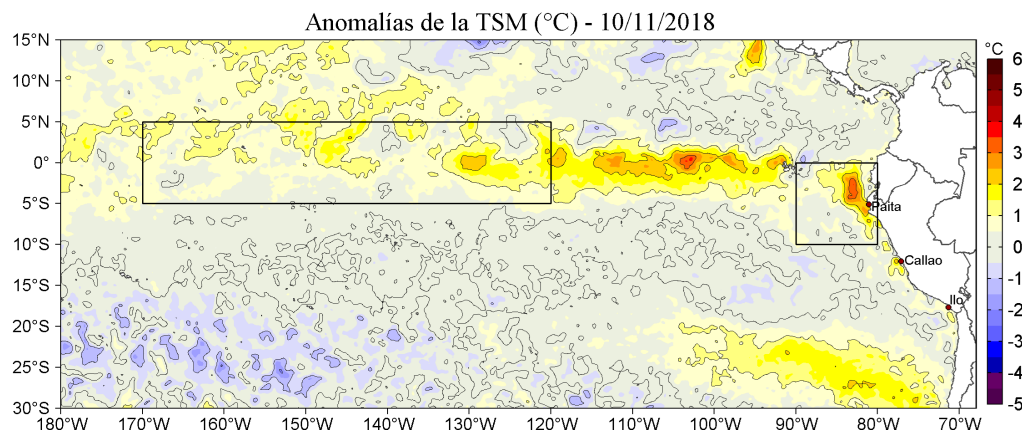 Anomalías de la TSM (°C) - 10/11/2018
15°N
10°N
5°N
0°
5°S
10°S
15°S
20°S
25°S
30°S
180°W
170°W
160°W
150°W
140°W
130°W
120°W
110°W
100°W
90°W
80°W
70°W
Paita
Callao
Ilo
°C
6
5
4
3
2
1
0
-1
-2
-3
-4
-5